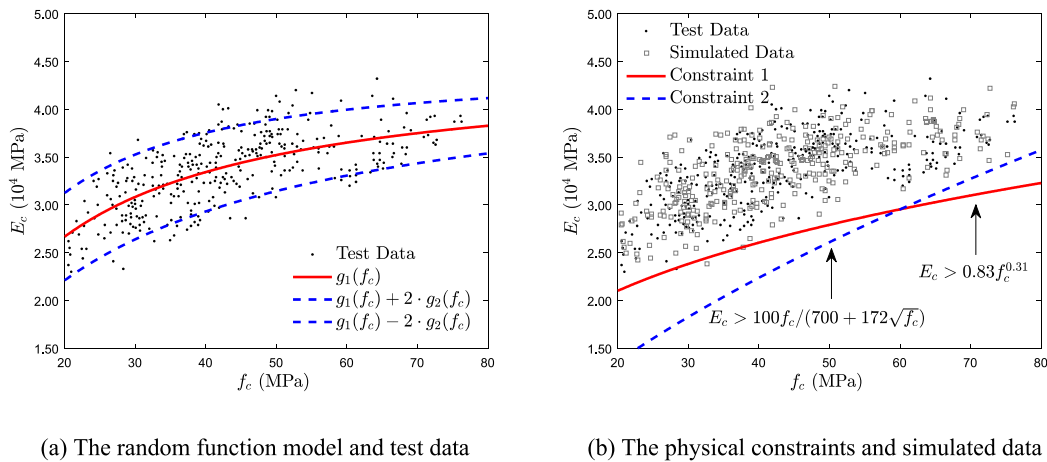 5.00
4.50
4.00
3.50
3.00
2.50
2.00
1.50
E_c (10^4 MPa)
Test Data
g_1(f_c)
g_1(f_c) + 2 · g_2(f_c)
g_1(f_c) − 2 · g_2(f_c)
20 30 40 50 60 70 80
f_c (MPa)
(a) The random function model and test data
5.00
4.50
4.00
3.50
3.00
2.50
2.00
1.50
E_c (10^4 MPa)
Test Data
Simulated Data
Constraint 1
Constraint 2
E_c > 0.83f_c^{0.31}
E_c > 100f_c/(700 + 172√f_c)
20 30 40 50 60 70 80
f_c (MPa)
(b) The physical constraints and simulated data